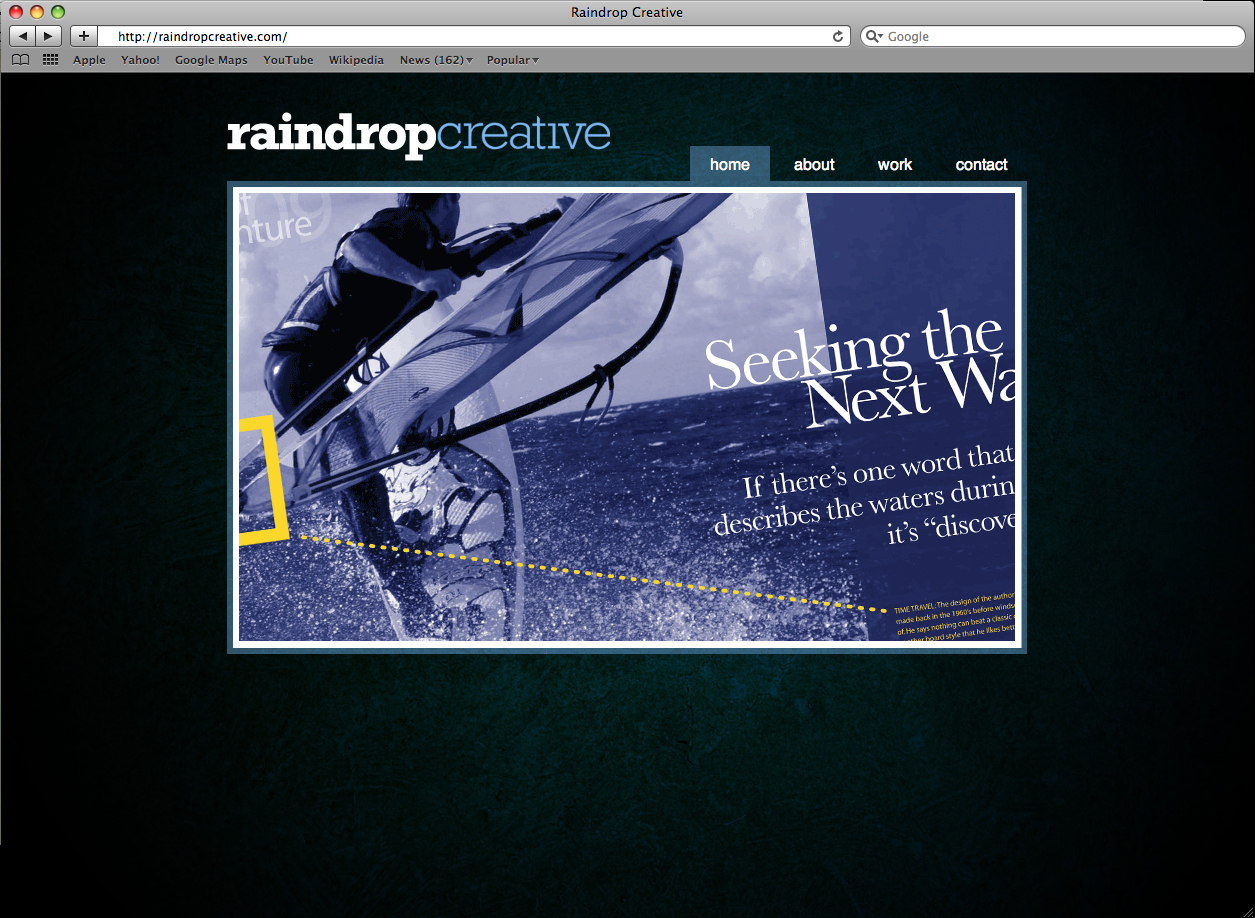 Raindrop Creative
http://raindropcreative.com/
Google
Apple Yahoo! Google Maps YouTube Wikipedia News (162) Popular
raindropcreative
home about work contact
of
nture
Seeking the
Next Wa
If there’s one word that
describes the waters durin
it’s “discove
TIME TRAVEL: The design of the author
made back in the 1960's before winds
of. He says nothing can beat a classic
other board style that he likes bett